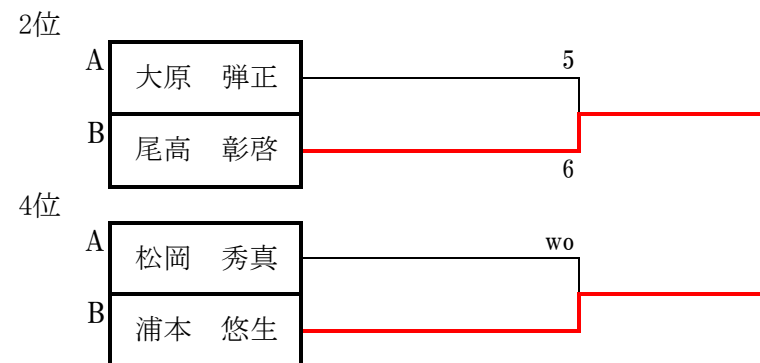 2位
A 大原 弾正 5
B 尾高 彰啓 6
4位
A 松岡 秀真 wo
B 浦本 悠生